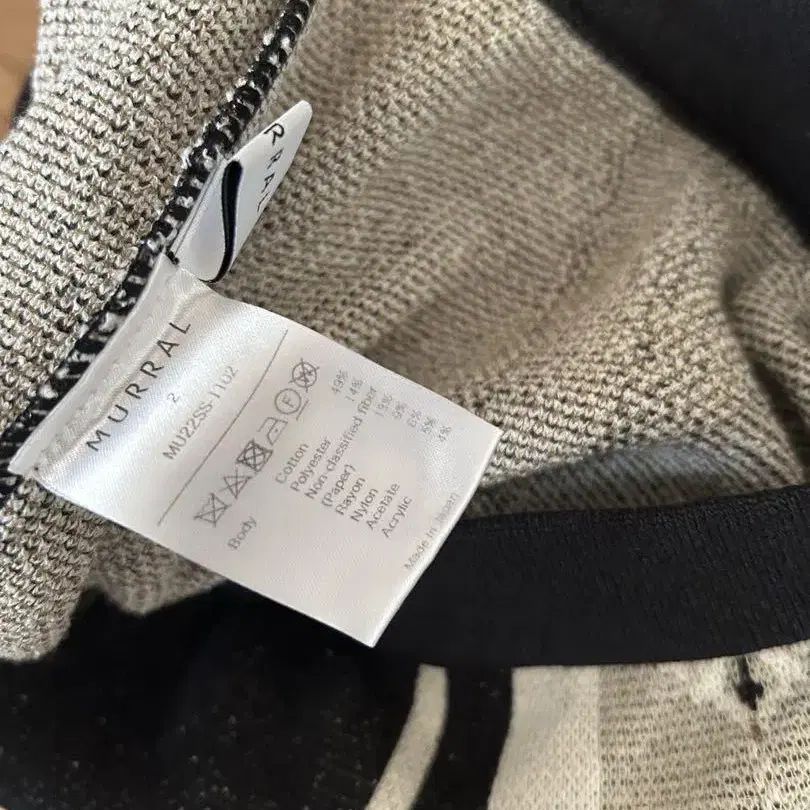 RRAL
MURRAL
2
MU22SS-1102
Body
Cotton 49%
Polyester 14%
Non-classified fiber 13%
(Paper)
Rayon 9%
Nylon 6%
Acetate 5%
Acrylic 4%
Made In Japan